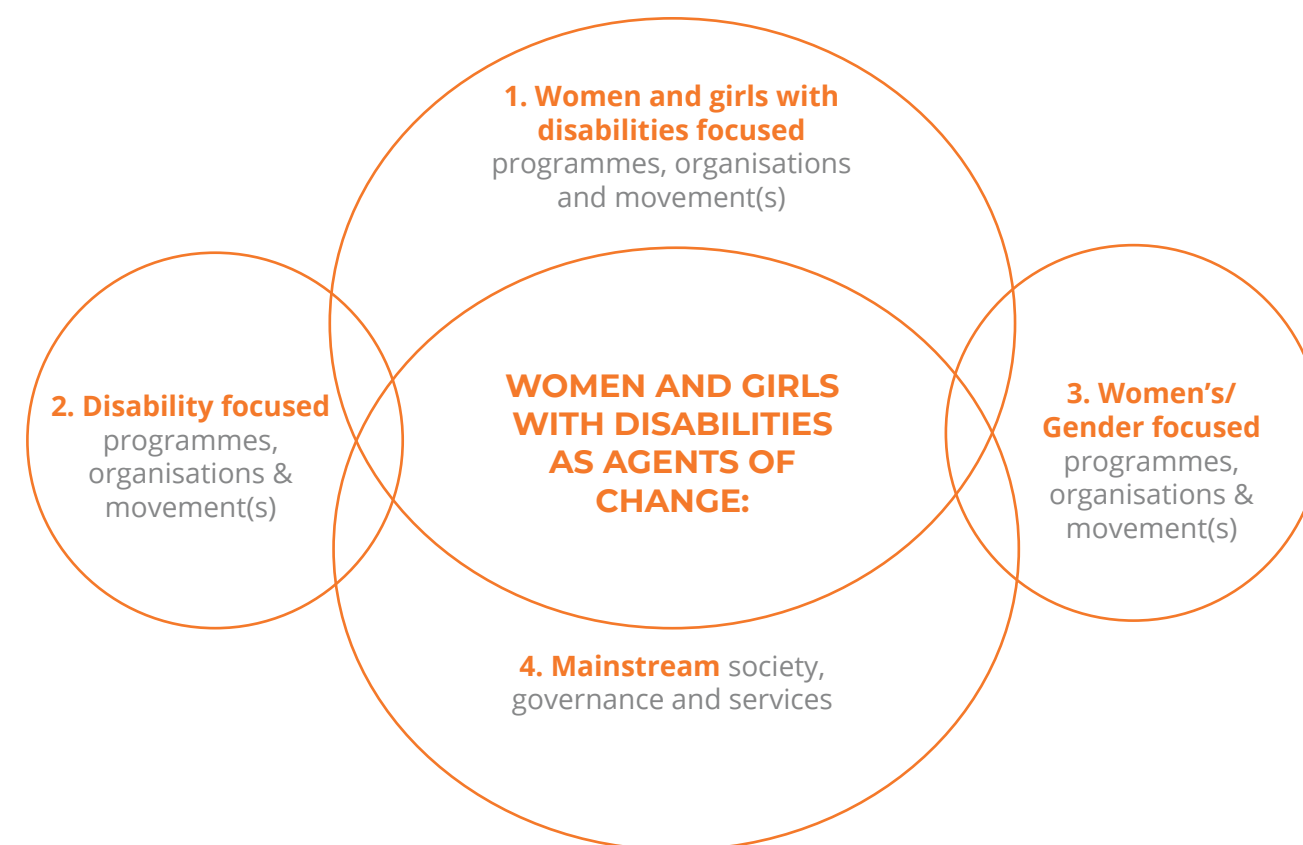 1. Women and girls with
disabilities focused
programmes, organisations
and movement(s)
2. Disability focused
programmes,
organisations &
movement(s)
WOMEN AND GIRLS
WITH DISABILITIES
AS AGENTS OF
CHANGE:
3. Women’s/
Gender focused
programmes,
organisations &
movement(s)
4. Mainstream society,
governance and services